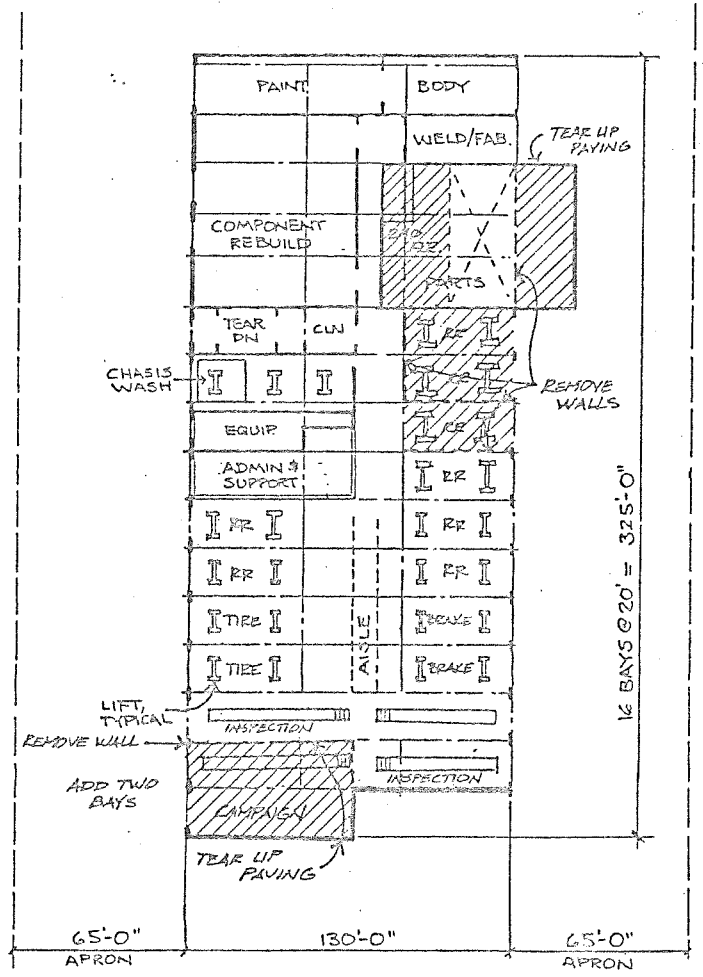 PAINT
BODY
WELD/FAB.
TEAR UP
PAVING
COMPONENT
REBUILD
PARTS
TEAR
DN
CLN
RR
CHASIS
WASH
REMOVE
WALLS
EQUIP.
RR
ADMIN &
SUPPORT
RR
RR
RR
RR
RR
TIRE
BRAKE
AISLE
TIRE
BRAKE
16 BAYS @ 20' = 325'-0"
LIFT,
TYPICAL
INSPECTION
REMOVE WALL
INSPECTION
ADD TWO
BAYS
CAMPAIGN
TEAR UP
PAVING
65'-0"
APRON
130'-0"
65'-0"
APRON